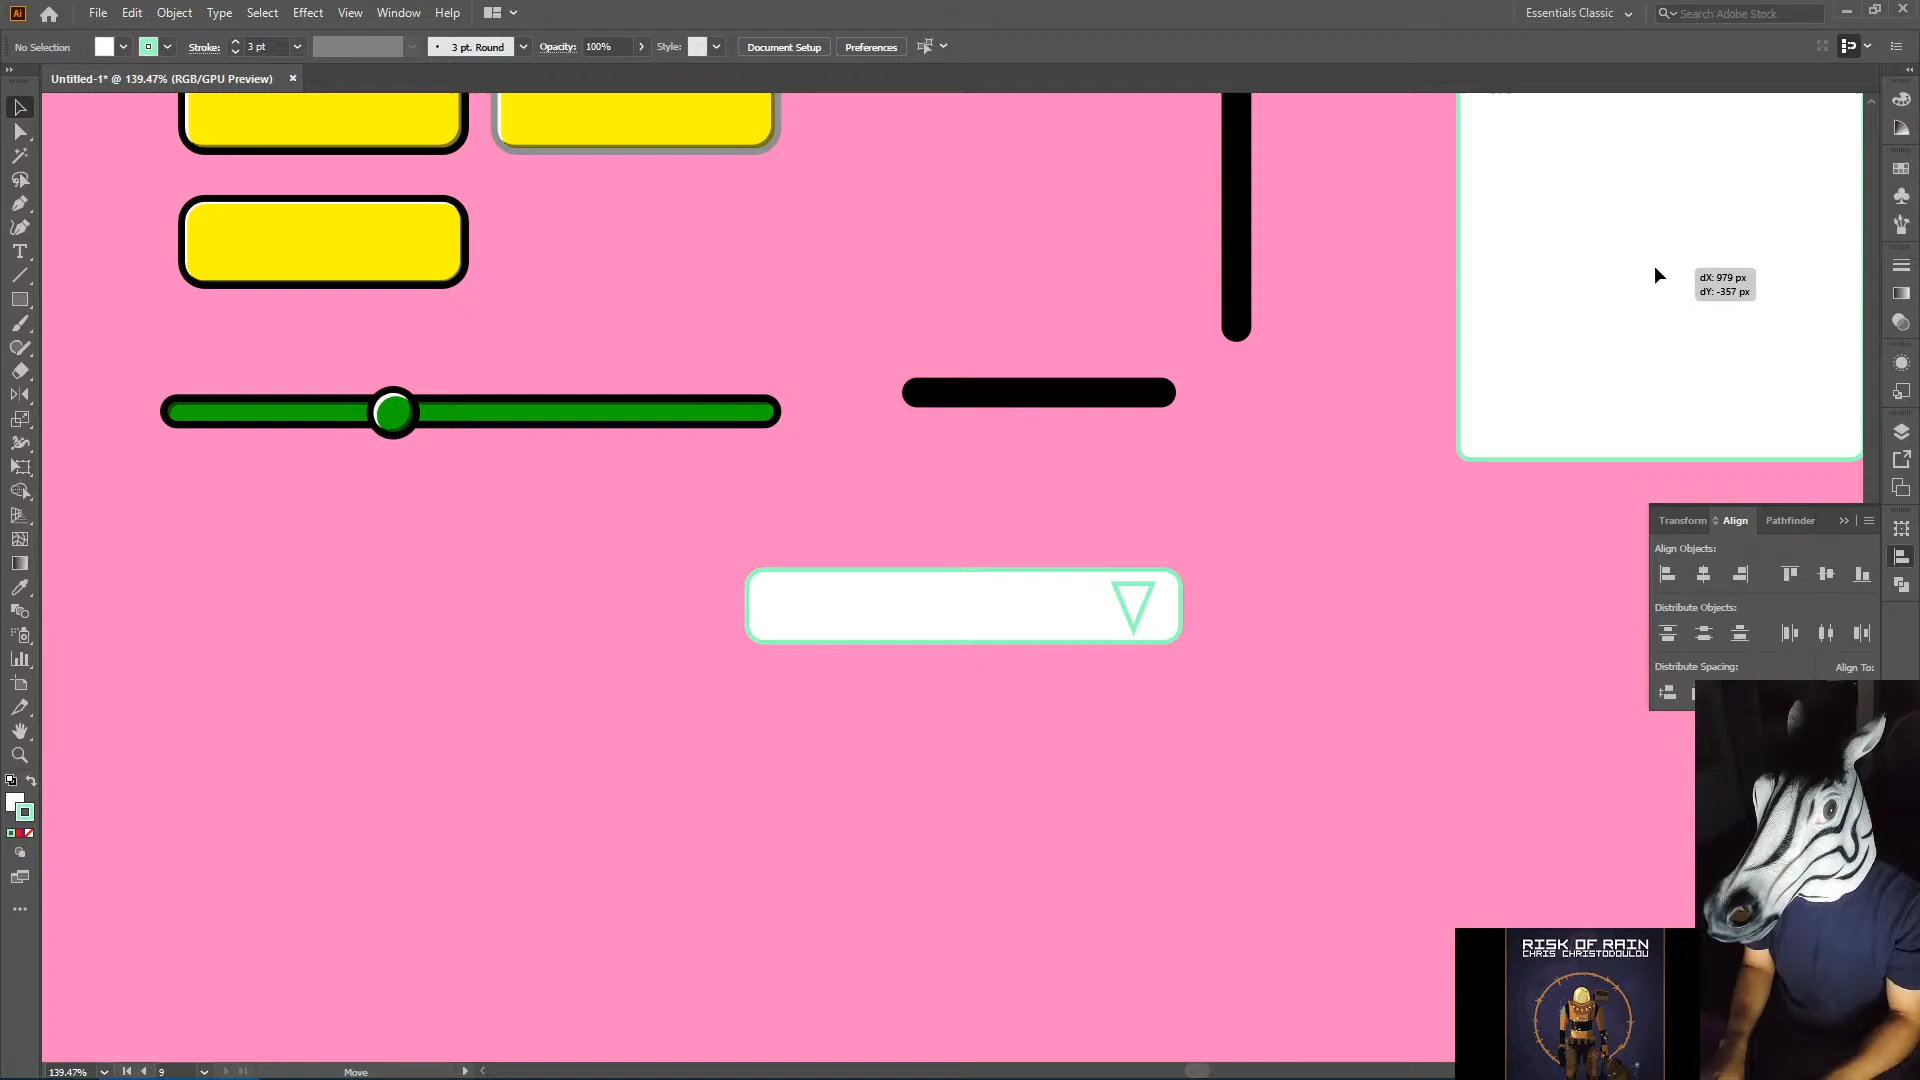 Ai File Edit Object Type Select Effect View Window Help Essentials Classic Search Adobe Stock
No Selection Stroke: 3 pt 3 pt. Round Opacity: 100% Style: Document Setup Preferences
Untitled-1* @ 139.47% (RGB/GPU Preview) ×
dX: 979 px
dY: -357 px
Transform Align Pathfinder
Align Objects:
Distribute Objects:
Distribute Spacing: Align To:
RISK OF RAIN
CHRIS CHRISTODOULOU
139.47% 9 Move